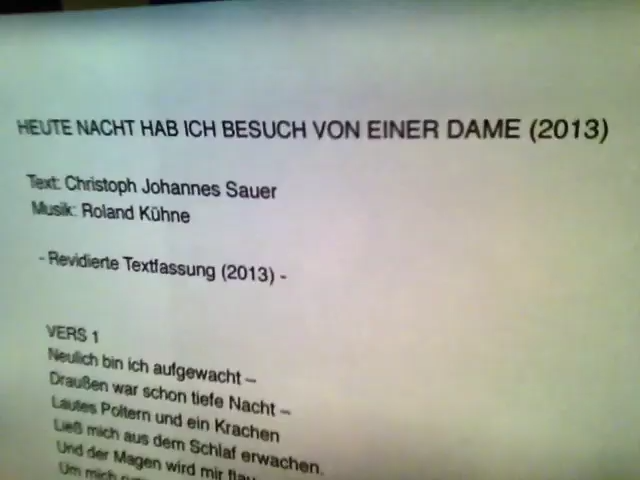 HEUTE NACHT HAB ICH BESUCH VON EINER DAME (2013)
Text: Christoph Johannes Sauer
Musik: Roland Kühne
- Revidierte Textfassung (2013) -
VERS 1
Neulich bin ich aufgewacht –
Draußen war schon tiefe Nacht –
Lautes Poltern und ein Krachen
Ließ mich aus dem Schlaf erwachen.
Und der Magen wird mir
Um mich